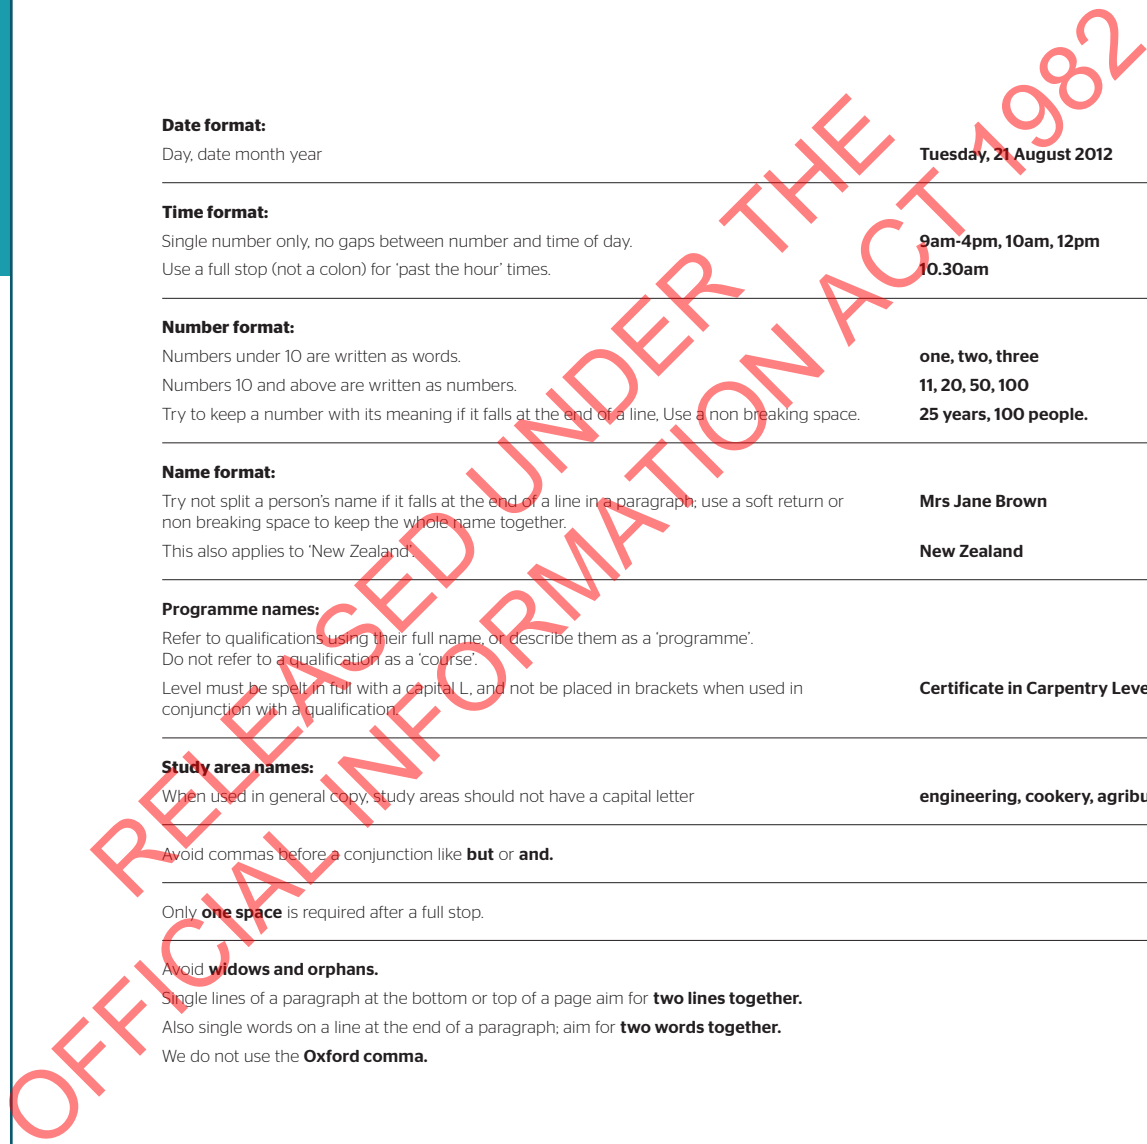 Date format:
Day, date month year
Tuesday, 21 August 2012
Time format:
Single number only, no gaps between number and time of day.
9am-4pm, 10am, 12pm
Use a full stop (not a colon) for ‘past the hour’ times.
10.30am
Number format:
Numbers under 10 are written as words.
one, two, three
Numbers 10 and above are written as numbers.
11, 20, 50, 100
Try to keep a number with its meaning if it falls at the end of a line, Use a non breaking space.
25 years, 100 people.
Name format:
Try not split a person’s name if it falls at the end of a line in a paragraph; use a soft return or
non breaking space to keep the whole name together.
Mrs Jane Brown
This also applies to ‘New Zealand’.
New Zealand
Programme names:
Refer to qualifications using their full name, or describe them as a ‘programme’.
Do not refer to a qualification as a ‘course’.
Level must be spelt in full with a capital L, and not be placed in brackets when used in
conjunction with a qualification.
Certificate in Carpentry Leve
Study area names:
When used in general copy, study areas should not have a capital letter
engineering, cookery, agribu
Avoid commas before a conjunction like but or and.
Only one space is required after a full stop.
Avoid widows and orphans.
Single lines of a paragraph at the bottom or top of a page aim for two lines together.
Also single words on a line at the end of a paragraph; aim for two words together.
We do not use the Oxford comma.
RELEASED UNDER THE
OFFICIAL INFORMATION ACT 1982